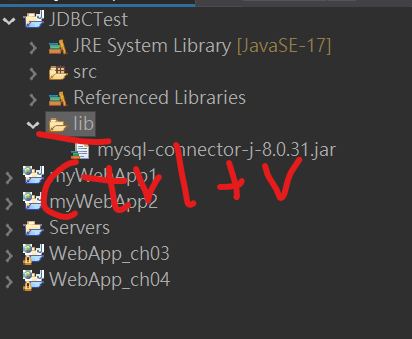 JDBCTest
JRE System Library [JavaSE-17]
src
Referenced Libraries
lib
mysql-connector-j-8.0.31.jar
myWebApp1
Ctrl + V
myWebApp2
Servers
WebApp_ch03
WebApp_ch04